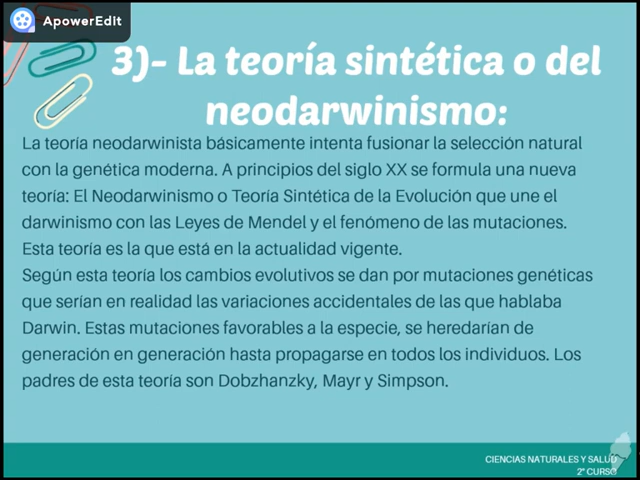 ApowerEdit
3)- La teoría sintética o del
neodarwinismo:
La teoría neodarwinista básicamente intenta fusionar la selección natural
con la genética moderna. A principios del siglo XX se formula una nueva
teoría: El Neodarwinismo o Teoría Sintética de la Evolución que une el
darwinismo con las Leyes de Mendel y el fenómeno de las mutaciones.
Esta teoría es la que está en la actualidad vigente.
Según esta teoría los cambios evolutivos se dan por mutaciones genéticas
que serían en realidad las variaciones accidentales de las que hablaba
Darwin. Estas mutaciones favorables a la especie, se heredarían de
generación en generación hasta propagarse en todos los individuos. Los
padres de esta teoría son Dobzhanzky, Mayr y Simpson.
CIENCIAS NATURALES Y SALUD
2° CURSO